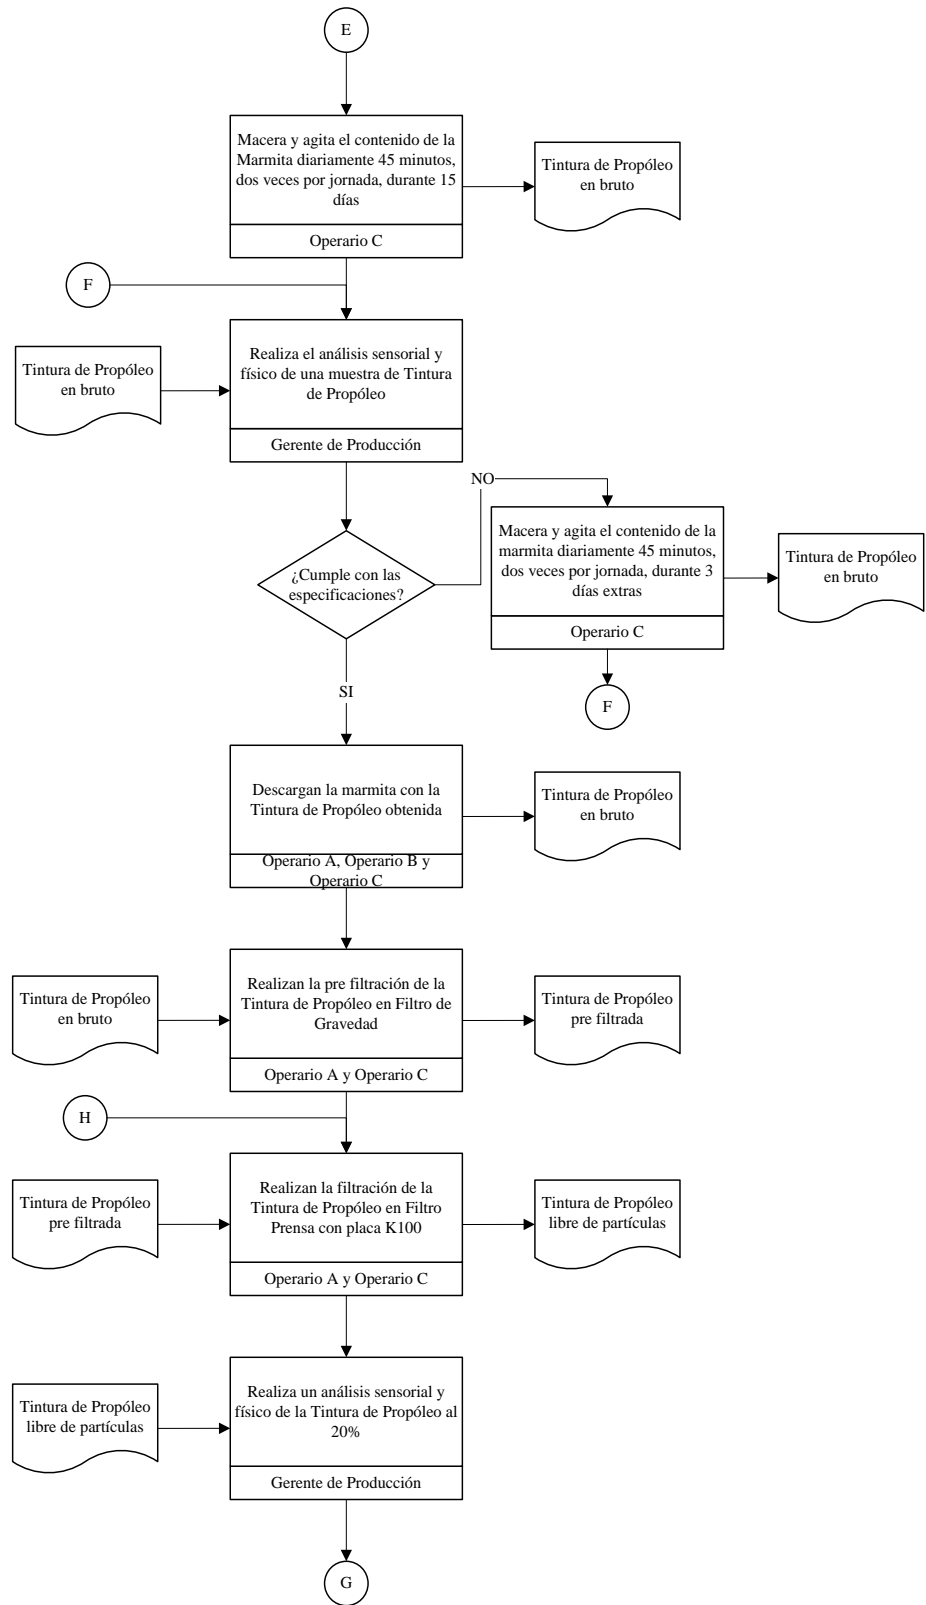 E
Macera y agita el contenido de la
Marmita diariamente 45 minutos,
dos veces por jornada, durante 15
días
Operario C
Tintura de Propóleo
en bruto
F
Tintura de Propóleo
en bruto
Realiza el análisis sensorial y
físico de una muestra de Tintura
de Propóleo
Gerente de Producción
NO
¿Cumple con las
especificaciones?
Macera y agita el contenido de la
marmita diariamente 45 minutos,
dos veces por jornada, durante 3
días extras
Operario C
Tintura de Propóleo
en bruto
F
SI
Descargan la marmita con la
Tintura de Propóleo obtenida
Operario A, Operario B y
Operario C
Tintura de Propóleo
en bruto
Tintura de Propóleo
en bruto
Realizan la pre filtración de la
Tintura de Propóleo en Filtro de
Gravedad
Operario A y Operario C
Tintura de Propóleo
pre filtrada
H
Tintura de Propóleo
pre filtrada
Realizan la filtración de la
Tintura de Propóleo en Filtro
Prensa con placa K100
Operario A y Operario C
Tintura de Propóleo
libre de partículas
Tintura de Propóleo
libre de partículas
Realiza un análisis sensorial y
físico de la Tintura de Propóleo al
20%
Gerente de Producción
G